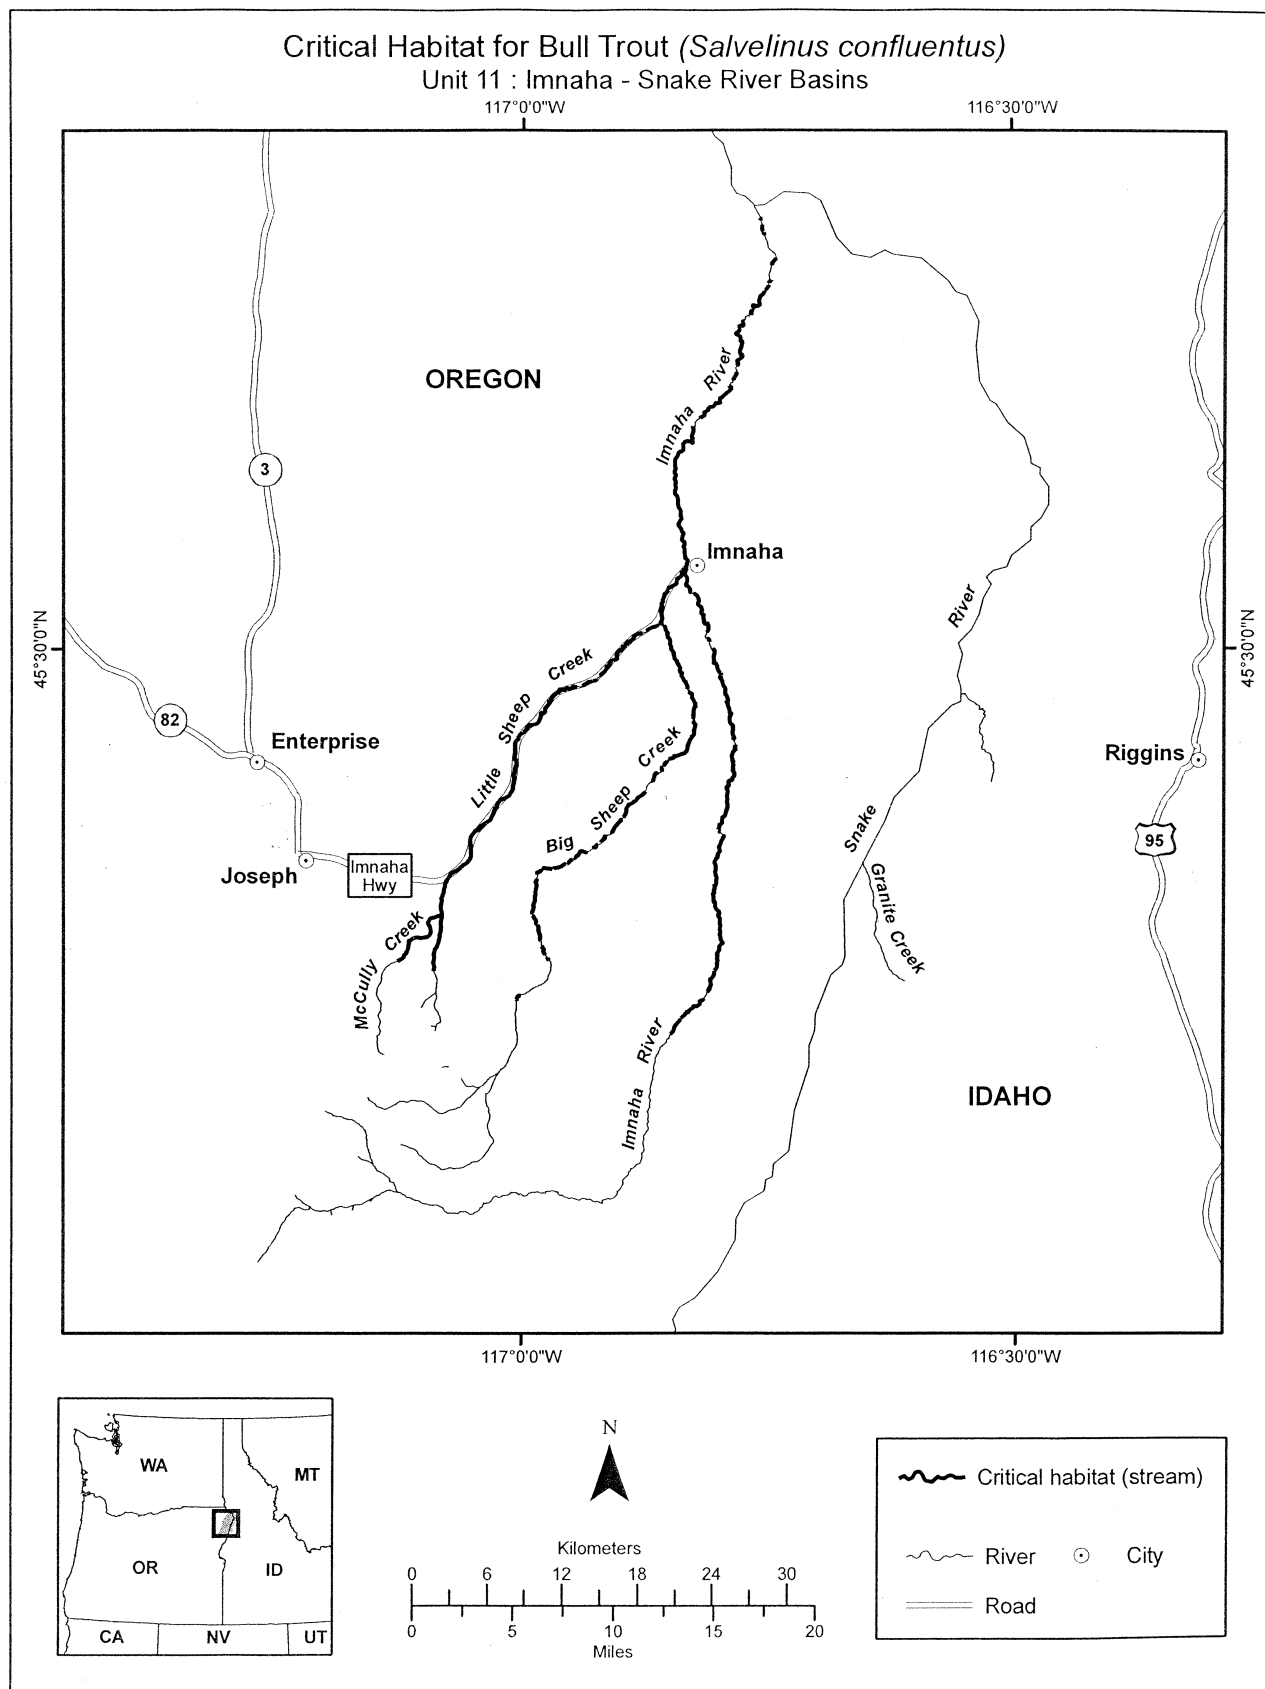 Critical Habitat for Bull Trout (Salvelinus confluentus)
Unit 11 : Imnaha - Snake River Basins
117°0'0"W
116°30'0"W
OREGON
Imnaha River
3
Imnaha
45°30'0"N
45°30'0"N
River
Little Sheep Creek
82
Enterprise
Big Sheep Creek
Riggins
Snake
95
Joseph
Imnaha
Hwy
Granite Creek
McCully Creek
Imnaha River
IDAHO
117°0'0"W
116°30'0"W
WA
MT
OR
ID
CA
NV
UT
N
Kilometers
0 6 12 18 24 30
0 5 10 15 20
Miles
Critical habitat (stream)
River
City
Road